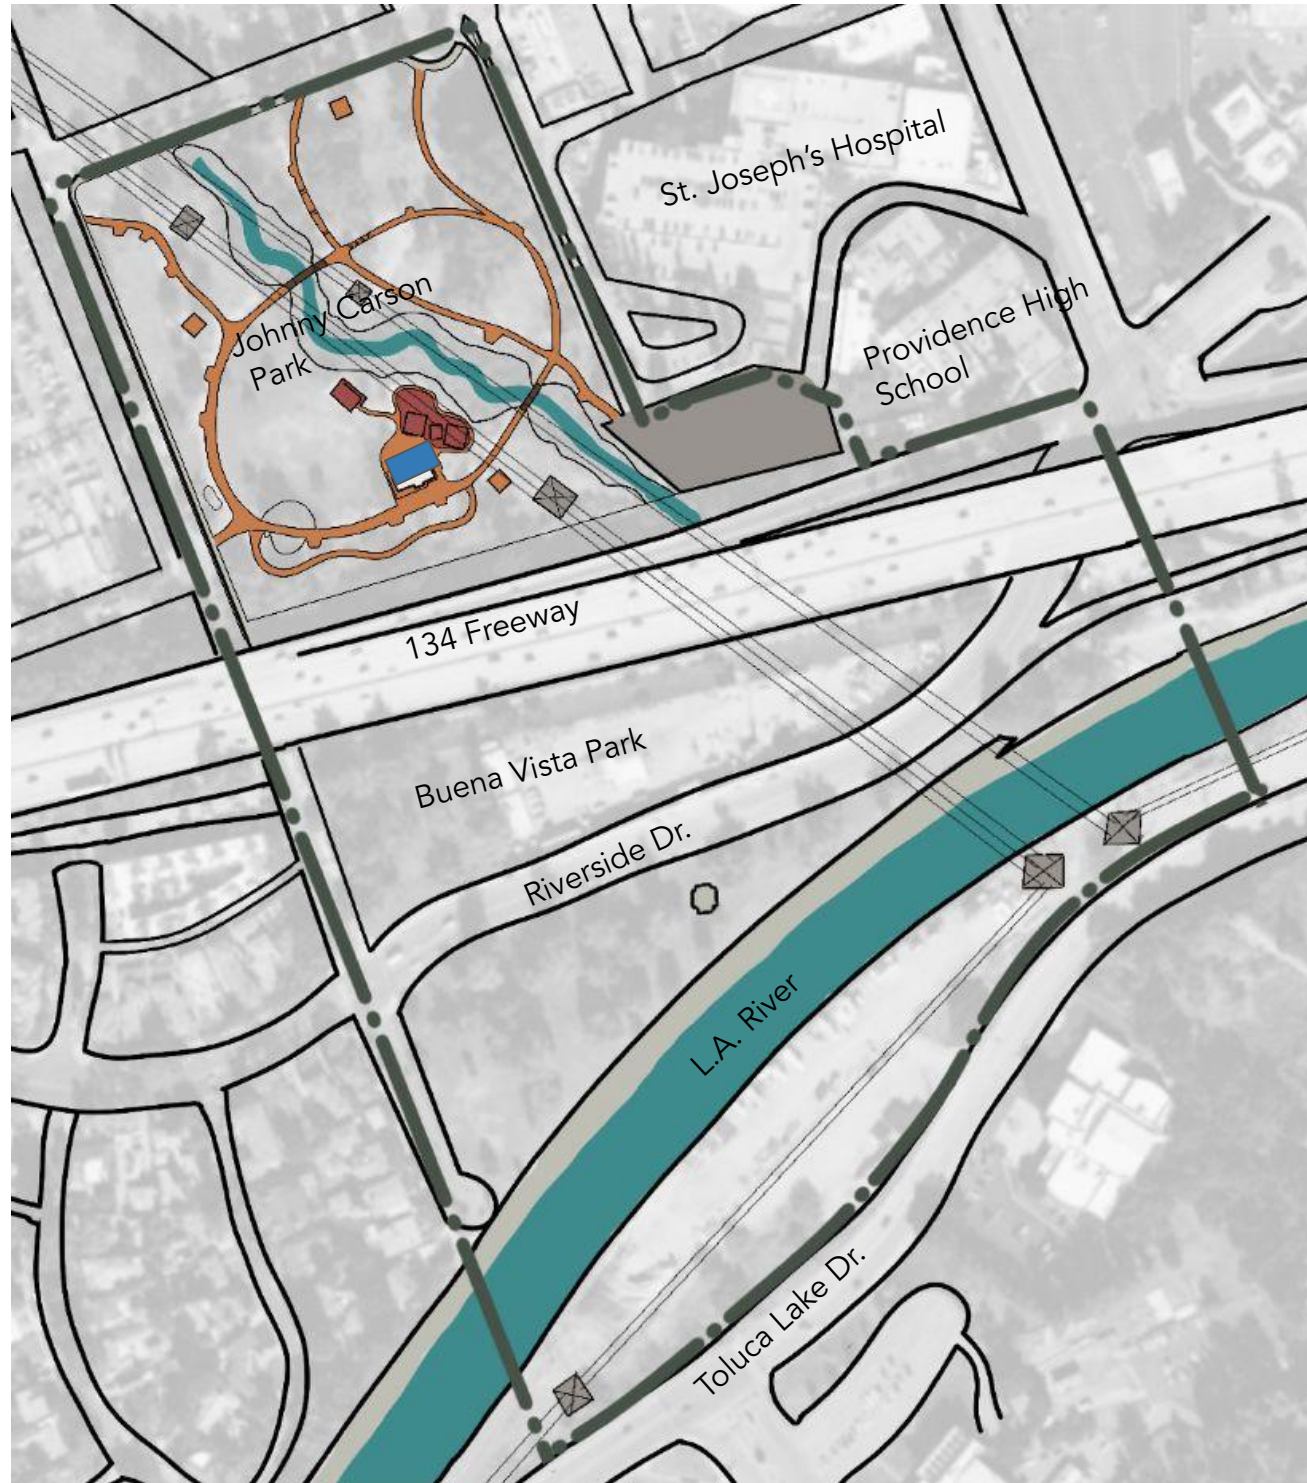 St. Joseph's Hospital
Providence High
School
Johnny Carson
Park
134 Freeway
Buena Vista Park
Riverside Dr.
L.A. River
Toluca Lake Dr.